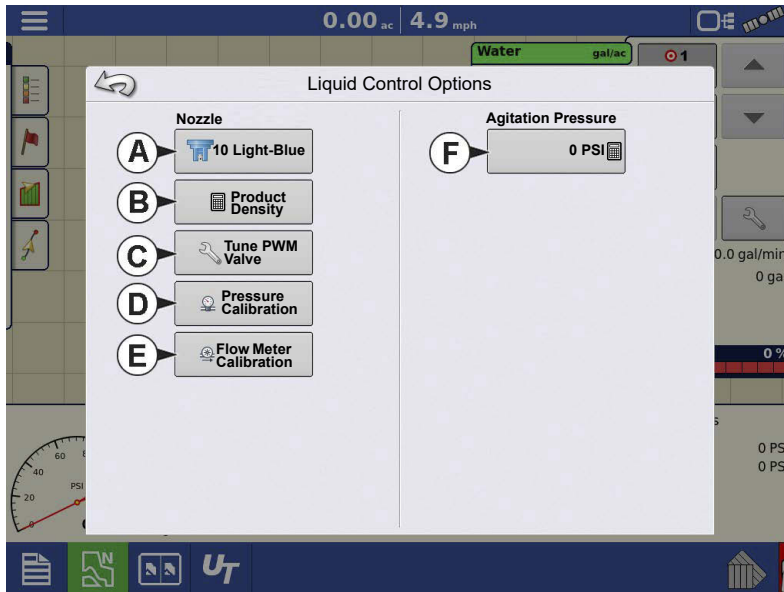 0.00 ac 4.9 mph
Water gal/ac 1
Liquid Control Options
Nozzle
Agitation Pressure
A 10 Light-Blue
F 0 PSI
B Product
Density
C Tune PWM
Valve
D Pressure
Calibration
E Flow Meter
Calibration
0.0 gal/min
0 ga
0 %
60
40
20
0
PSI
0 PS
0 PS
N
UT